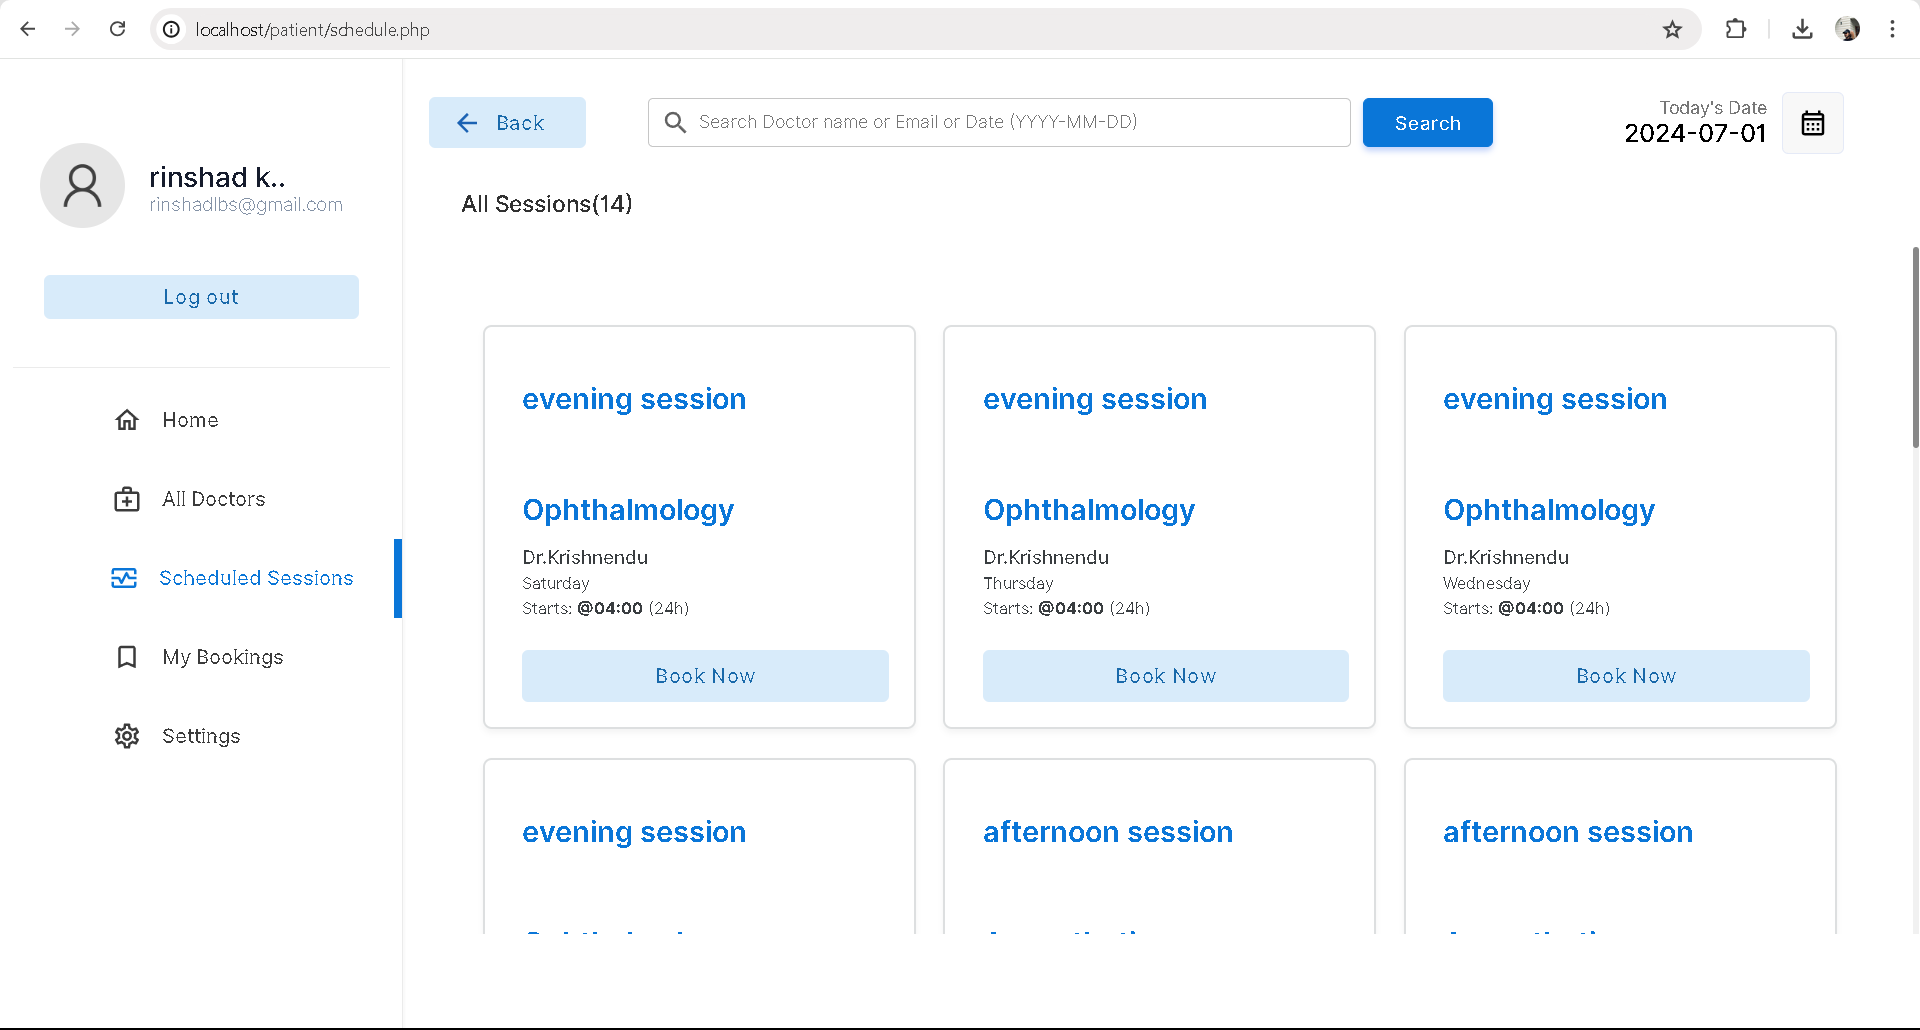 localhost/patient/schedule.php
rinshad k..
rinshadlbs@gmail.com
Log out
Home
All Doctors
Scheduled Sessions
My Bookings
Settings
Back
Search Doctor name or Email or Date (YYYY-MM-DD)
Search
Today's Date
2024-07-01
All Sessions(14)
evening session
Ophthalmology
Dr.Krishnendu
Saturday
Starts: @04:00 (24h)
Book Now
evening session
Ophthalmology
Dr.Krishnendu
Thursday
Starts: @04:00 (24h)
Book Now
evening session
Ophthalmology
Dr.Krishnendu
Wednesday
Starts: @04:00 (24h)
Book Now
evening session
afternoon session
afternoon session